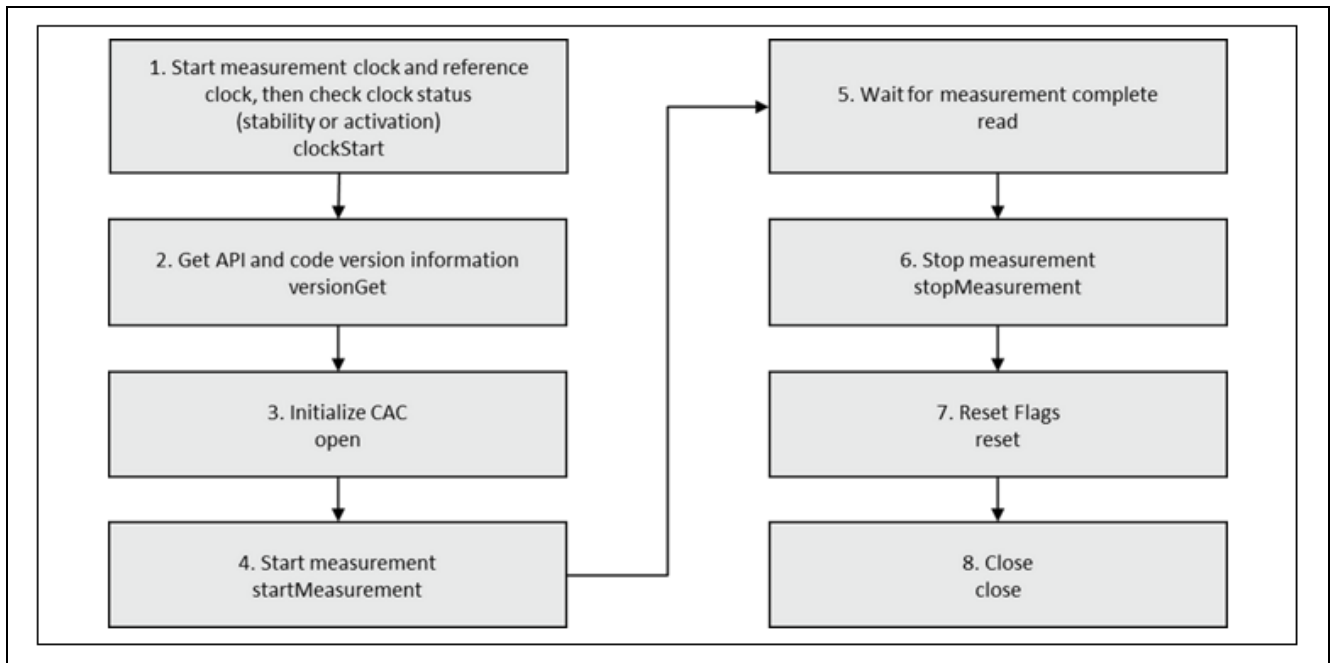 1. Start measurement clock and reference
clock, then check clock status
(stability or activation)
clockStart
2. Get API and code version information
versionGet
3. Initialize CAC
open
4. Start measurement
startMeasurement
5. Wait for measurement complete
read
6. Stop measurement
stopMeasurement
7. Reset Flags
reset
8. Close
close